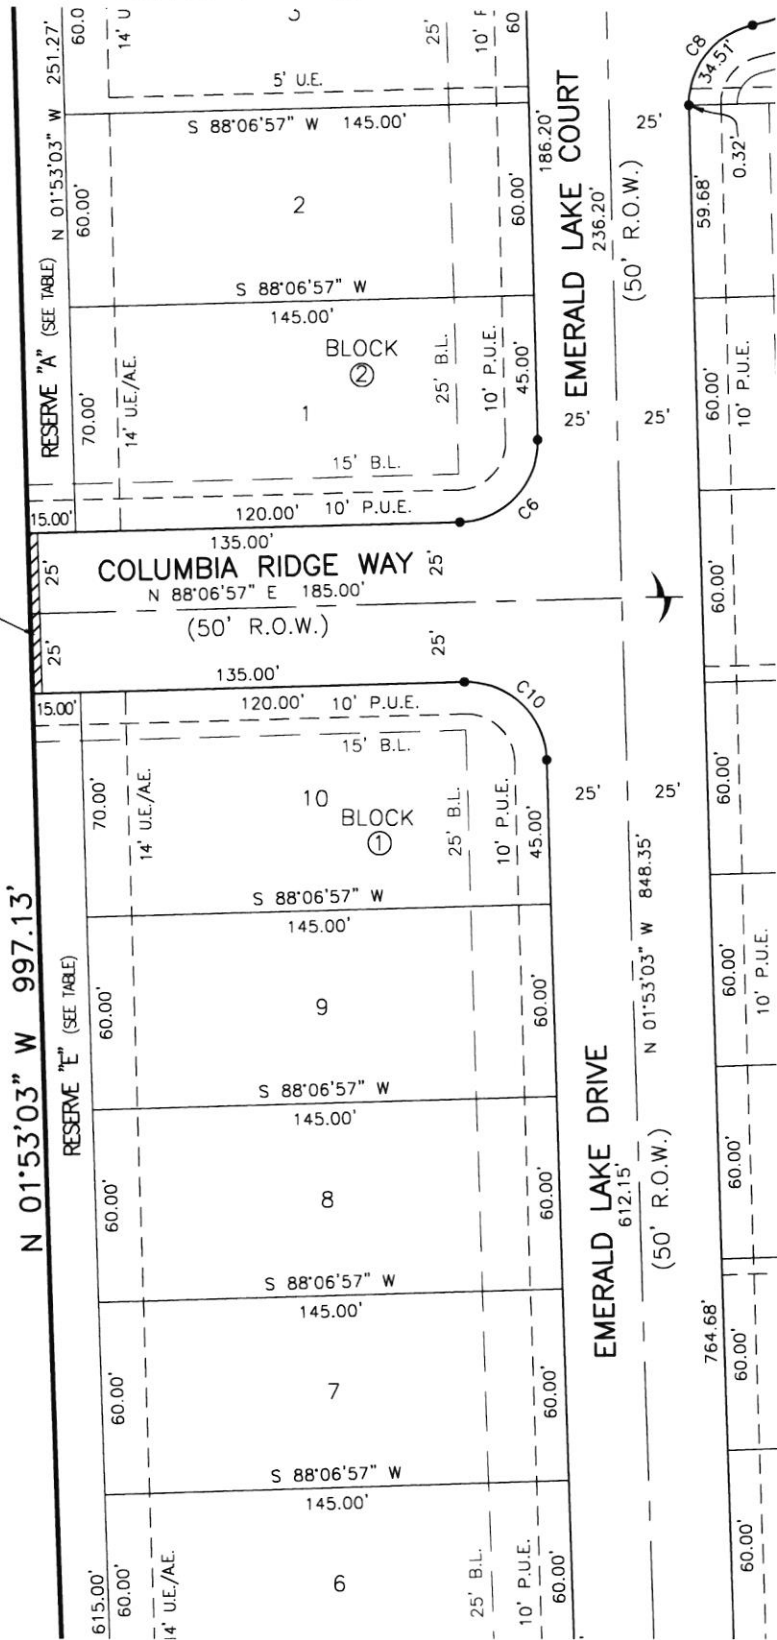 251.27'
N 01°53'03" W
60.0
14' U
5' U.E.
25'
10'
60
C8
34.51'
S 88°06'57" W 145.00'
186.20'
EMERALD LAKE COURT
236.20'
(50' R.O.W.)
25'
0.32'
59.68'
60.00'
2
60.00'
S 88°06'57" W
145.00'
RESERVE "A" (SEE TABLE)
BLOCK
2
70.00'
14' U.E./A.E.
1
25' B.L.
10' P.U.E.
45.00'
25'
25'
60.00'
10' P.U.E.
15' B.L.
15.00'
120.00' 10' P.U.E.
C6
135.00'
25'
COLUMBIA RIDGE WAY
25'
N 88°06'57" E 185.00'
(50' R.O.W.)
25'
25'
60.00'
135.00'
C10
15.00'
120.00' 10' P.U.E.
15' B.L.
70.00'
14' U.E./A.E.
10
BLOCK
1
25' B.L.
10' P.U.E.
45.00'
25'
25'
60.00'
S 88°06'57" W
145.00'
N 01°53'03" W 997.13'
RESERVE "E" (SEE TABLE)
60.00'
9
60.00'
N 01°53'03" W 848.35'
60.00'
10' P.U.E.
S 88°06'57" W
145.00'
60.00'
8
60.00'
EMERALD LAKE DRIVE
612.15'
(50' R.O.W.)
60.00'
S 88°06'57" W
145.00'
60.00'
7
60.00'
764.68'
60.00'
S 88°06'57" W
145.00'
615.00'
60.00'
14' U.E./A.E.
6
25' B.L.
10' P.U.E.
60.00'
60.00'